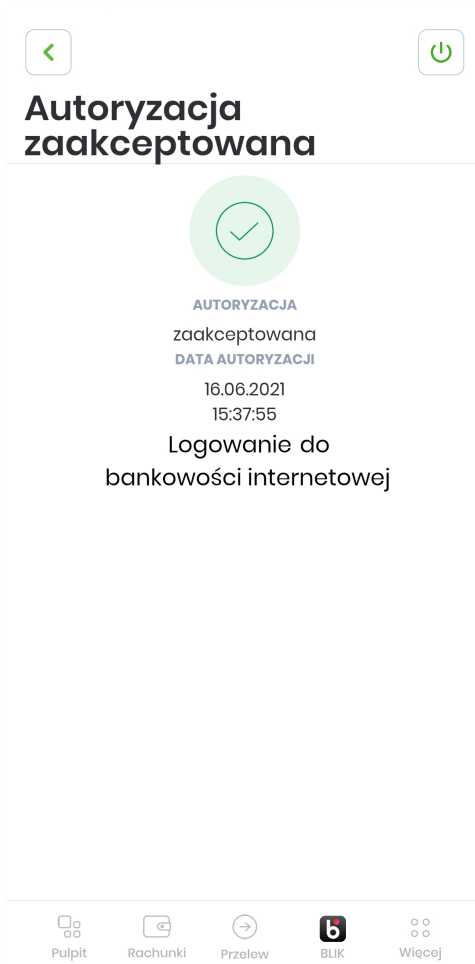 Autoryzacja
zaakceptowana
AUTORYZACJA
zaakceptowana
DATA AUTORYZACJI
16.06.2021
15:37:55
Logowanie do
bankowości internetowej
Pulpit
Rachunki
Przelew
BLIK
Więcej